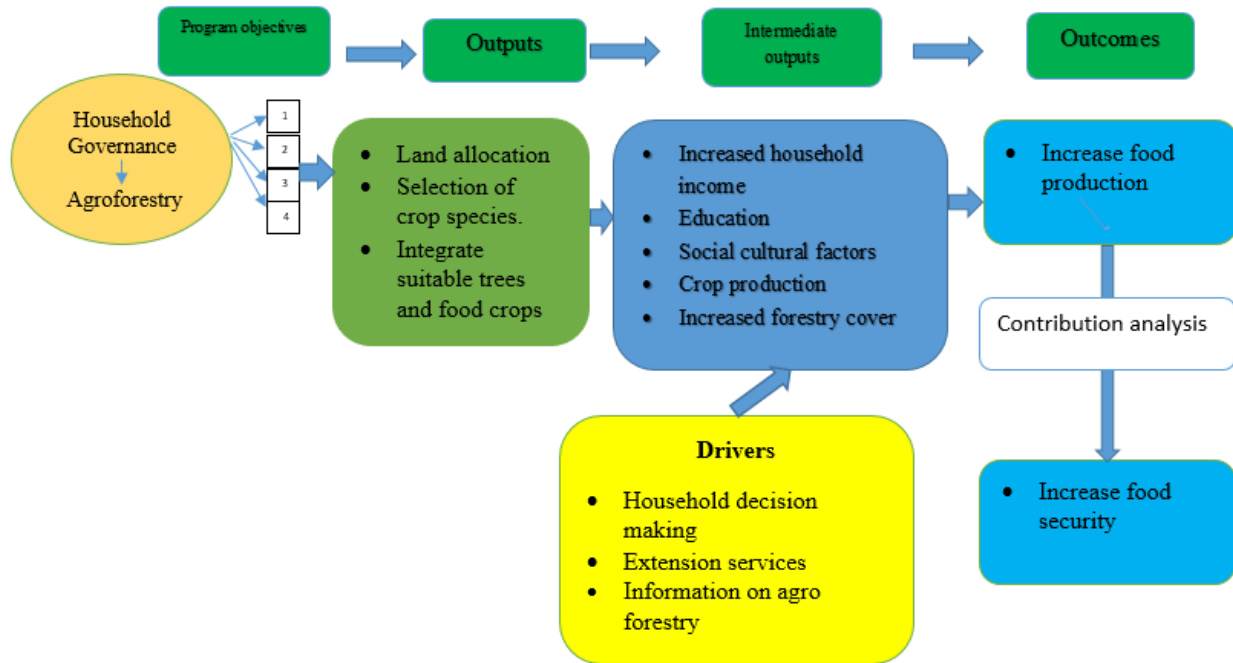 Program objectives
Outputs
Intermediate
outputs
Outcomes
Household
Governance
Agroforestry
1
2
3
4
• Land allocation
• Selection of
crop species.
• Integrate
suitable trees
and food crops
• Increased household
income
• Education
• Social cultural factors
• Crop production
• Increased forestry cover
• Increase food
production
Contribution analysis
• Increase food
security
Drivers
• Household decision
making
• Extension services
• Information on agro
forestry